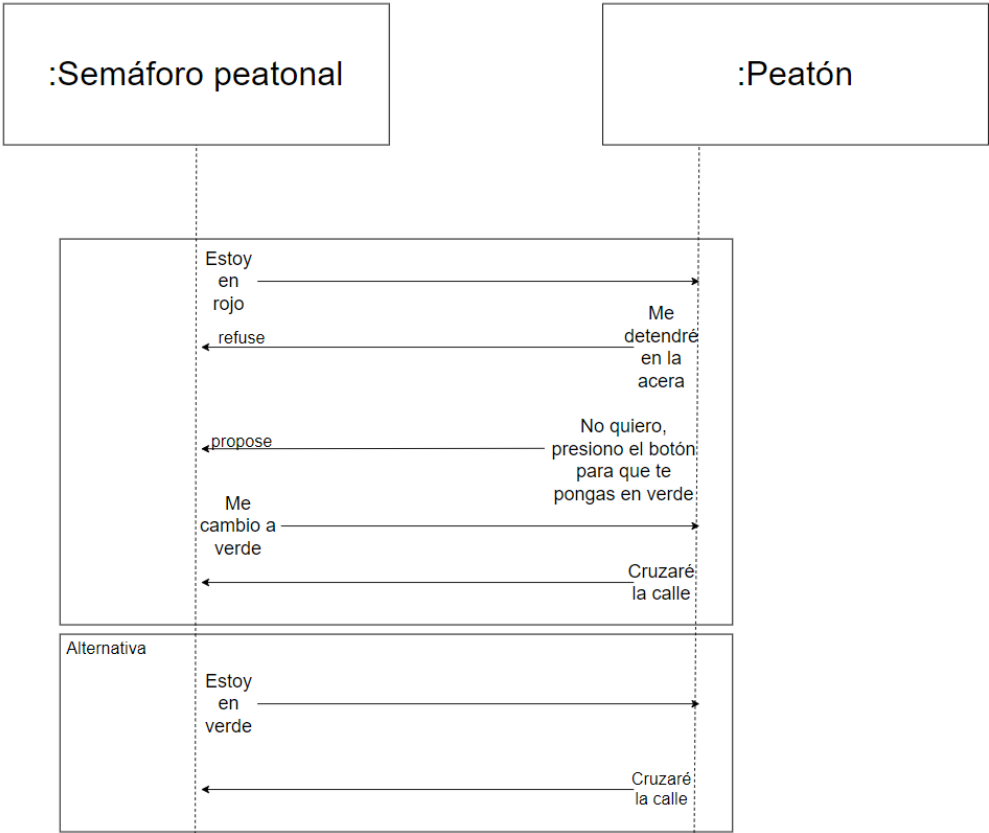 :Semáforo peatonal
:Peatón
Estoy
en
rojo
Me
detendré
en la
acera
refuse
No quiero,
presiono el botón
para que te
pongas en verde
propose
Me
cambio a
verde
Cruzaré
la calle
Alternativa
Estoy
en
verde
Cruzaré
la calle